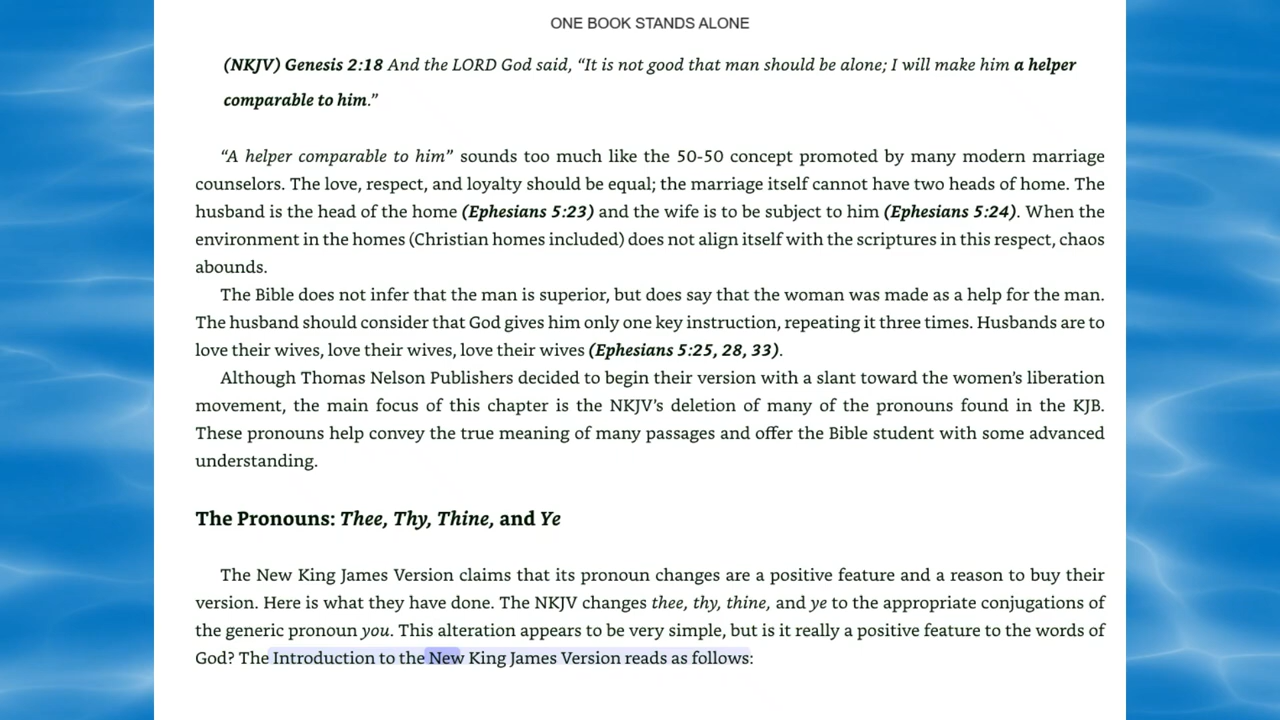 ONE BOOK STANDS ALONE
(NKJV) Genesis 2:18 And the LORD God said, “It is not good that man should be alone; I will make him a helper
comparable to him.”
“A helper comparable to him” sounds too much like the 50-50 concept promoted by many modern marriage
counselors. The love, respect, and loyalty should be equal; the marriage itself cannot have two heads of home. The
husband is the head of the home (Ephesians 5:23) and the wife is to be subject to him (Ephesians 5:24). When the
environment in the homes (Christian homes included) does not align itself with the scriptures in this respect, chaos
abounds.
The Bible does not infer that the man is superior, but does say that the woman was made as a help for the man.
The husband should consider that God gives him only one key instruction, repeating it three times. Husbands are to
love their wives, love their wives, love their wives (Ephesians 5:25, 28, 33).
Although Thomas Nelson Publishers decided to begin their version with a slant toward the women’s liberation
movement, the main focus of this chapter is the NKJV’s deletion of many of the pronouns found in the KJB.
These pronouns help convey the true meaning of many passages and offer the Bible student with some advanced
understanding.
The Pronouns: Thee, Thy, Thine, and Ye
The New King James Version claims that its pronoun changes are a positive feature and a reason to buy their
version. Here is what they have done. The NKJV changes thee, thy, thine, and ye to the appropriate conjugations of
the generic pronoun you. This alteration appears to be very simple, but is it really a positive feature to the words of
God? The Introduction to the New King James Version reads as follows: